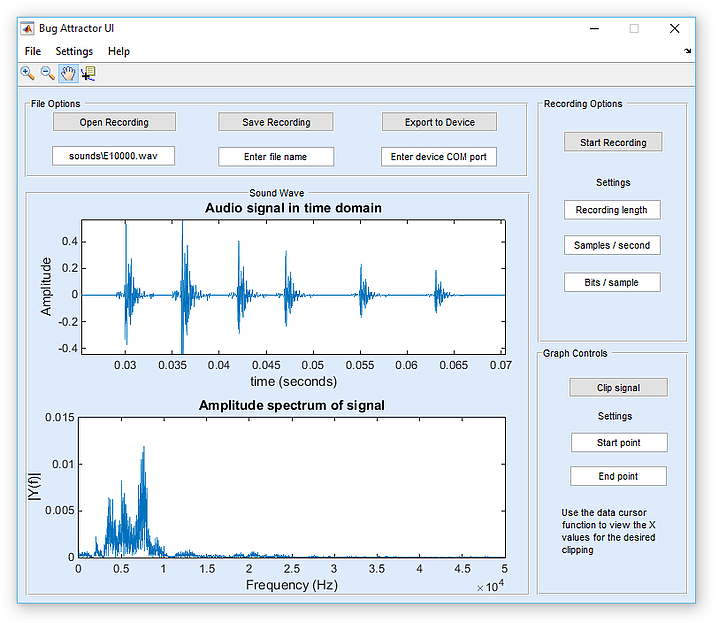 Bug Attractor UI
File Settings Help
File Options
Open Recording Save Recording Export to Device
sounds\E10000.wav Enter file name Enter device COM port
Recording Options
Start Recording
Settings
Recording length
Samples / second
Bits / sample
Sound Wave
Audio signal in time domain
Amplitude
0.4
0.2
0
-0.2
-0.4
0.03 0.035 0.04 0.045 0.05 0.055 0.06 0.065 0.07
time (seconds)
Amplitude spectrum of signal
|Y(f)|
0.015
0.01
0.005
0
0 0.5 1 1.5 2 2.5 3 3.5 4 4.5 5
Frequency (Hz)
×10⁴
Graph Controls
Clip signal
Settings
Start point
End point
Use the data cursor
function to view the X
values for the desired
clipping